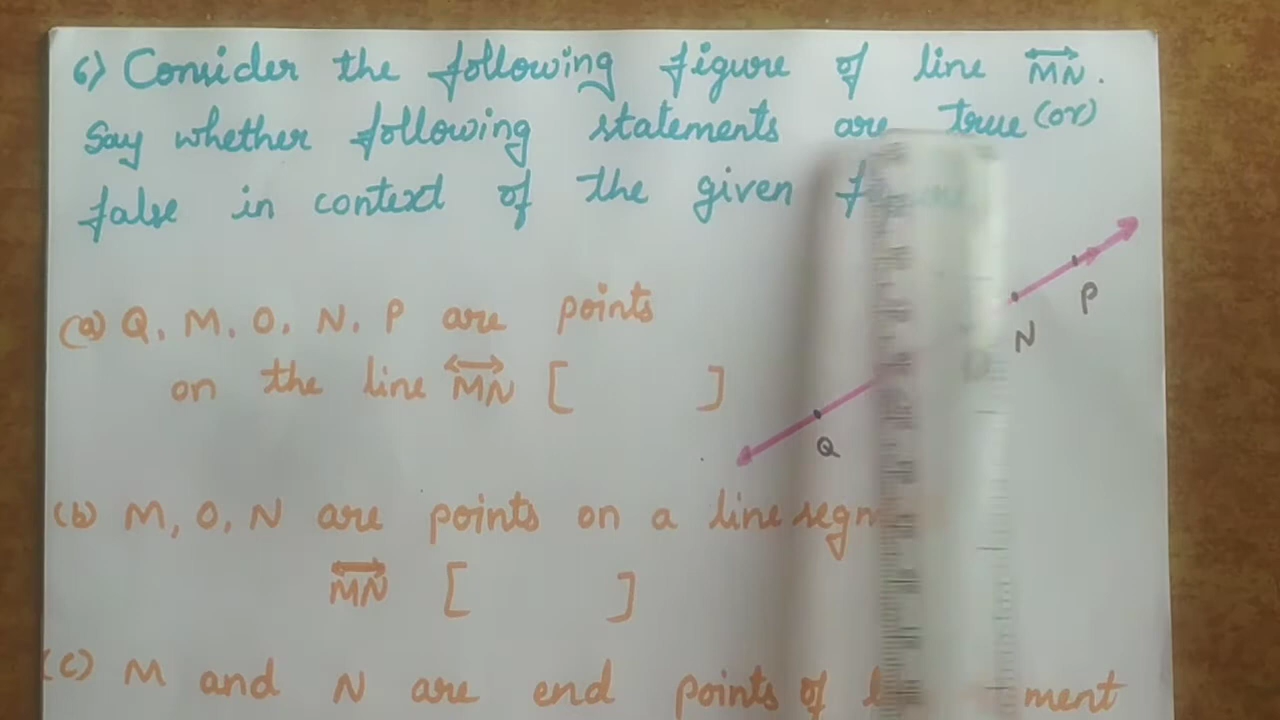 6) Consider the following figure of line MN.
Say whether following statements are true (or)
false in context of the given
(a) Q, M, O, N, P are points
on the line MN [ ]
P
N
Q
(b) M, O, N are points on a line
MN [ ]
(c) M and N are end points of